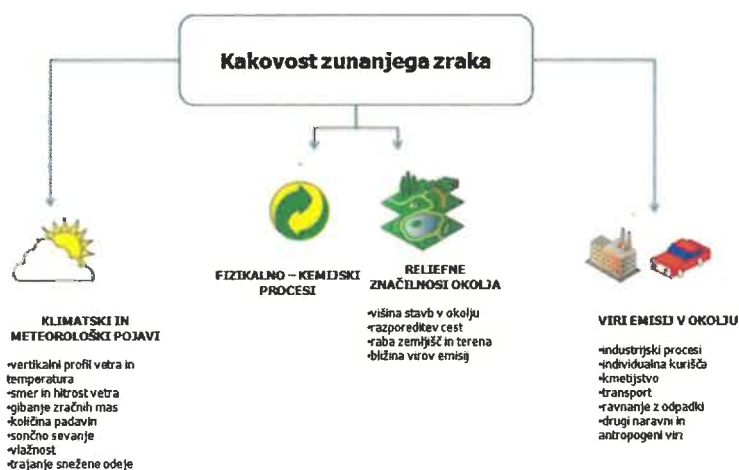 Kakovost zunanjega zraka
FIZIKALNO – KEMIJSKI
PROCESI
RELIEFNE
ZNAČILNOSI OKOLJA
•višina stavb v okolju
•razporeditev cest
•raba zemljišč in terena
•bližina virov emisij
KLIMATSKI IN
METEOROLOŠKI POJAVI
•vertikalni profil vetra in
temperatura
•smer in hitrost vetra
•gibanje zračnih mas
•količina padavin
•sončno sevanje
•vlažnost
•trajanje snežene odeje
VIRI EMISIJ V OKOLJU
•industrijski procesi
•individualna kurišča
•kmetijstvo
•transport
•ravnanje z odpadki
•drugi naravni in
antropogeni viri